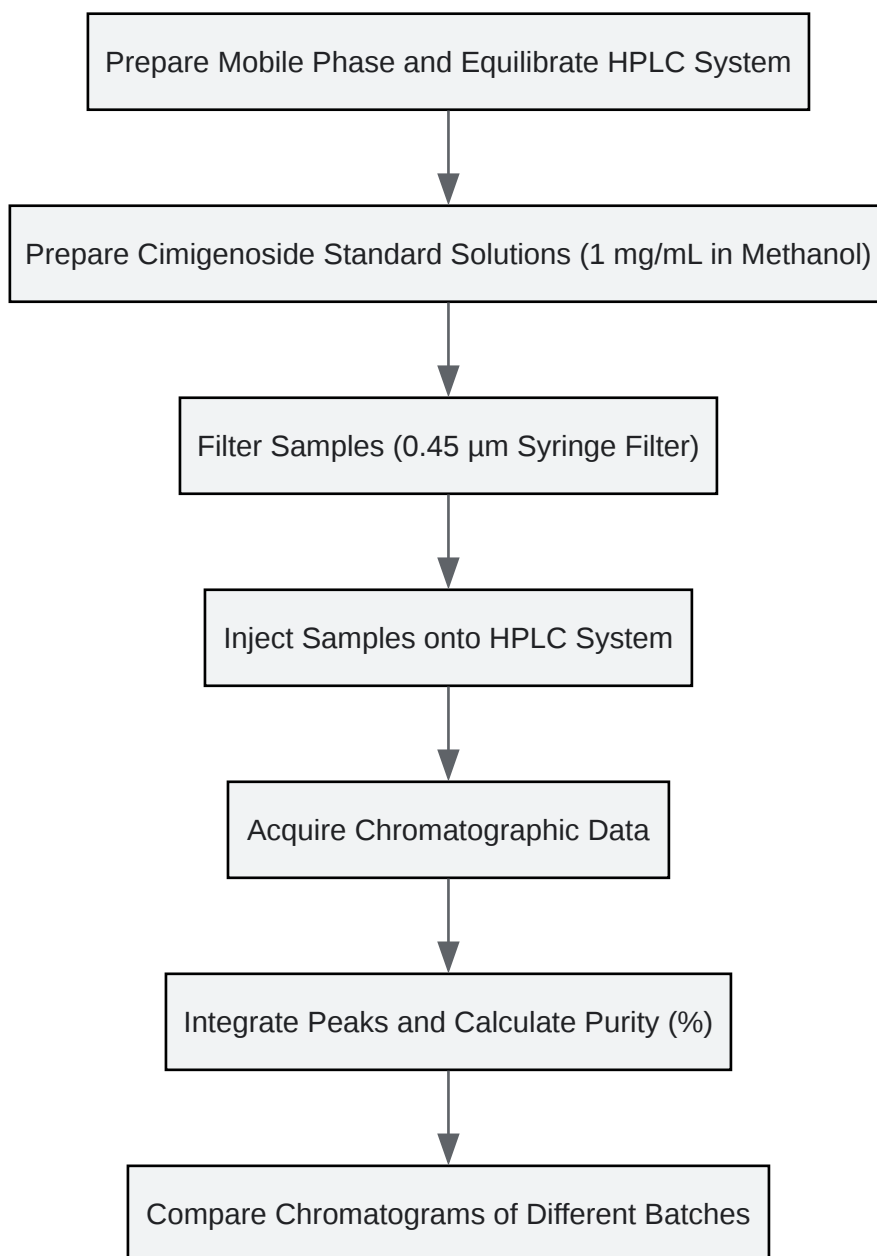 Prepare Mobile Phase and Equilibrate HPLC System
Prepare Cimigenoside Standard Solutions (1 mg/mL in Methanol)
Filter Samples (0.45 µm Syringe Filter)
Inject Samples onto HPLC System
Acquire Chromatographic Data
Integrate Peaks and Calculate Purity (%)
Compare Chromatograms of Different Batches